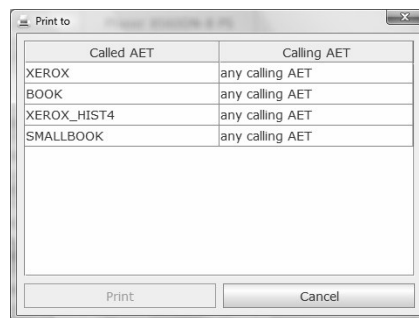 Print to
Called AET Calling AET
XEROX any calling AET
BOOK any calling AET
XEROX_HIST4 any calling AET
SMALLBOOK any calling AET
Print Cancel